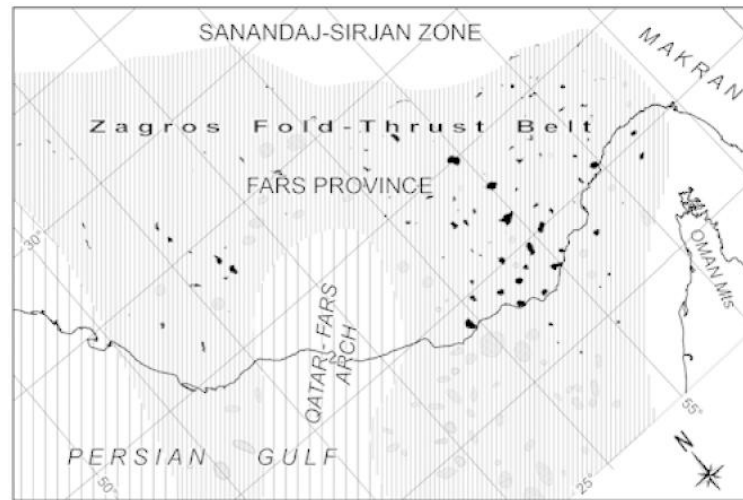 SANANDAJ-SIRJAN ZONE
MAKRAN
Zagros Fold-Thrust Belt
FARS PROVINCE
30°
OMAN Mts
QATAR - FARS
ARCH
55°
PERSIAN GULF
N
50°
25°